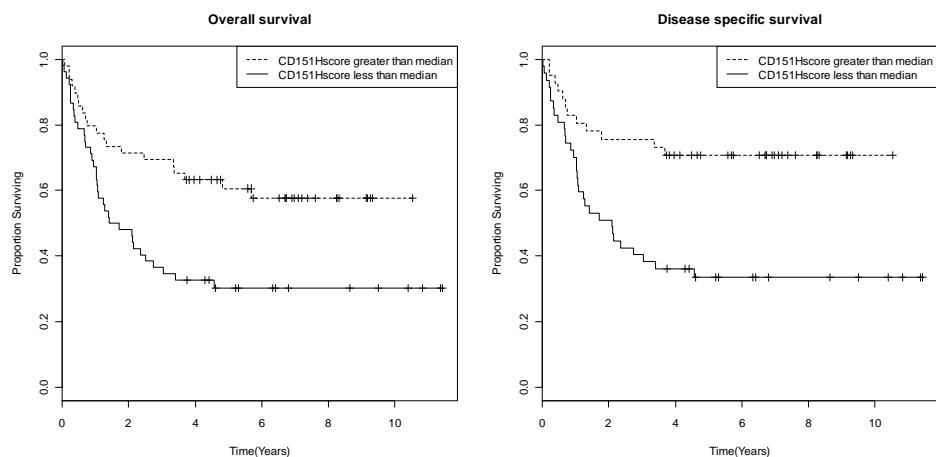 Overall survival
CD151Hscore greater than median
CD151Hscore less than median
Proportion Surviving
1.0
0.8
0.6
0.4
0.2
0.0
0 2 4 6 8 10
Time(Years)
Disease specific survival
CD151Hscore greater than median
CD151Hscore less than median
Proportion Surviving
1.0
0.8
0.6
0.4
0.2
0.0
0 2 4 6 8 10
Time(Years)